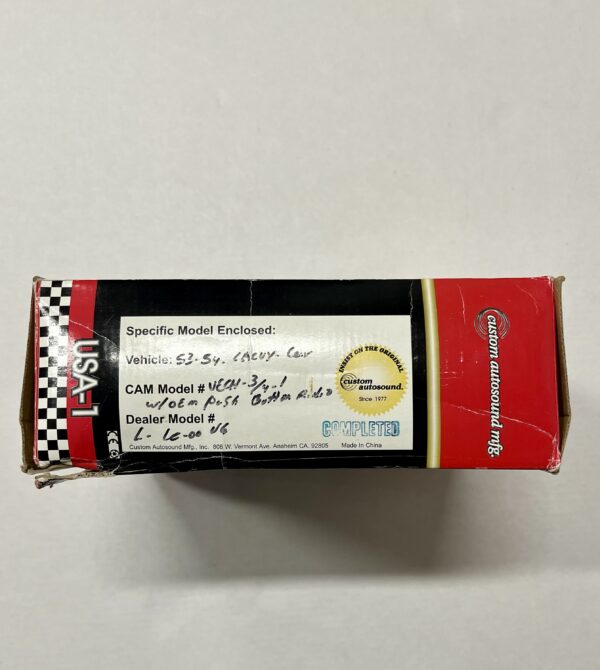 USA-1
Specific Model Enclosed:
Vehicle: 53-54. CHEVY-
CAM Model # VECH-3/4-1
w/OEM Push Button Radio
Dealer Model #
L-
Custom Autosound Mfg., Inc. 808 W. Vermont Ave. Anaheim CA. 92805 Made In China
INSIST ON THE ORIGINAL
custom
autosound.
Since 1977
COMPLETED
custom autosound mfg.
CE